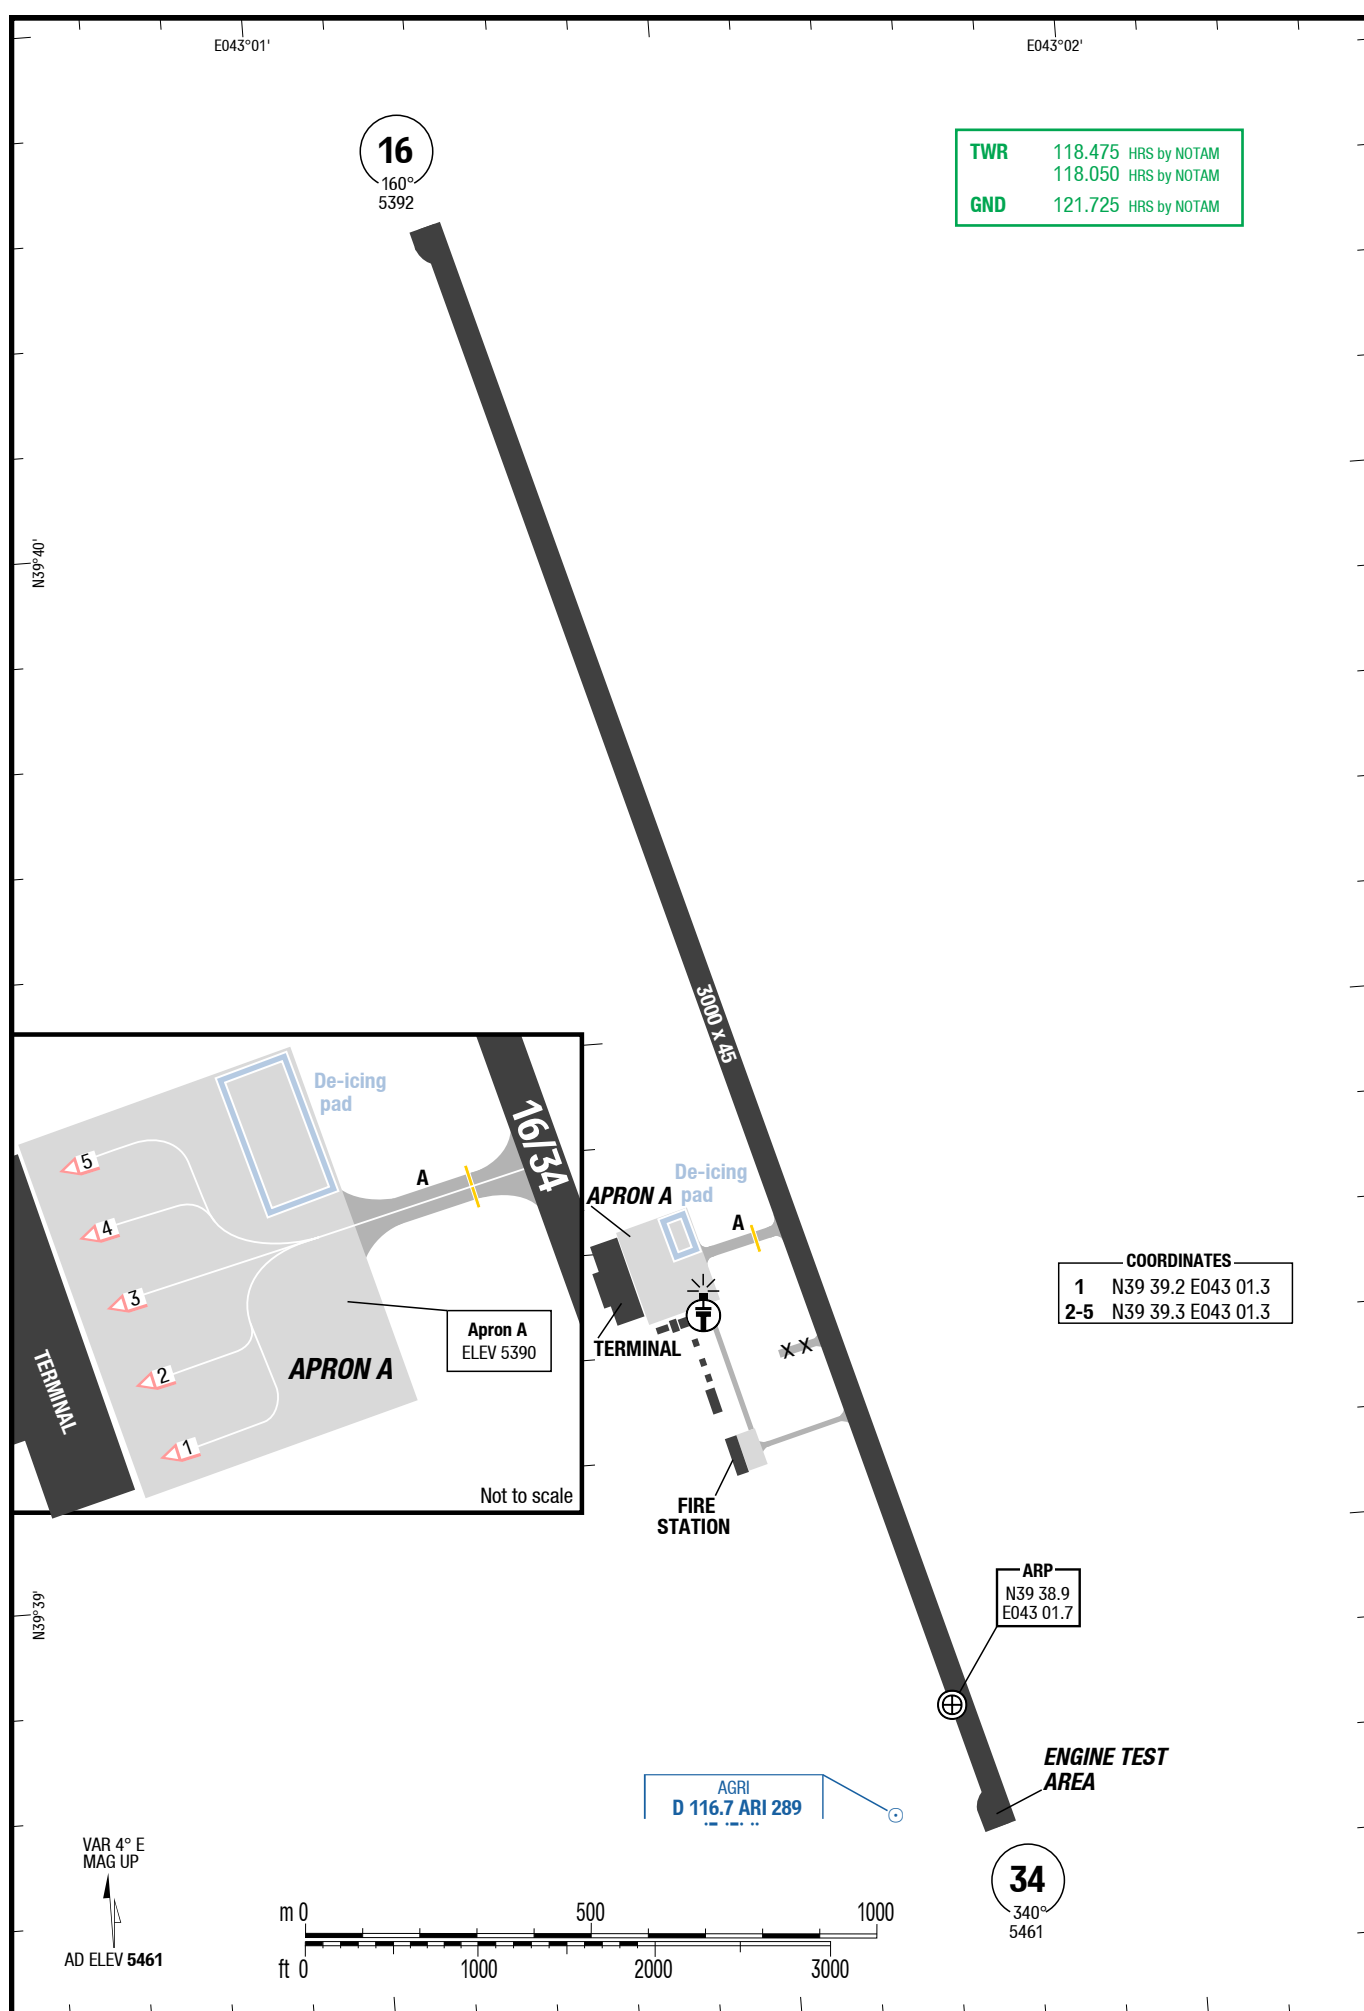 E043°01'
E043°02'
16
160°
5392
TWR 118.475 HRS by NOTAM
118.050 HRS by NOTAM
GND 121.725 HRS by NOTAM
N39°40'
3000 x 45
De-icing
pad
5
4
3
2
1
A
16/34
TERMINAL
Apron A
ELEV 5390
APRON A
Not to scale
APRON A
De-icing
pad
A
TERMINAL
X X
FIRE
STATION
COORDINATES
1 N39 39.2 E043 01.3
2-5 N39 39.3 E043 01.3
N39°39'
ARP
N39 38.9
E043 01.7
ENGINE TEST
AREA
AGRI
D 116.7 ARI 289
34
340°
5461
VAR 4° E
MAG UP
AD ELEV 5461
m 0 500 1000
ft 0 1000 2000 3000